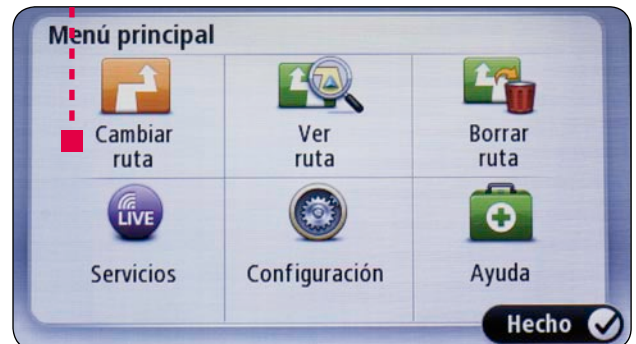 Menú principal
Cambiar
ruta
Ver
ruta
Borrar
ruta
LIVE
Servicios
Configuración
Ayuda
Hecho